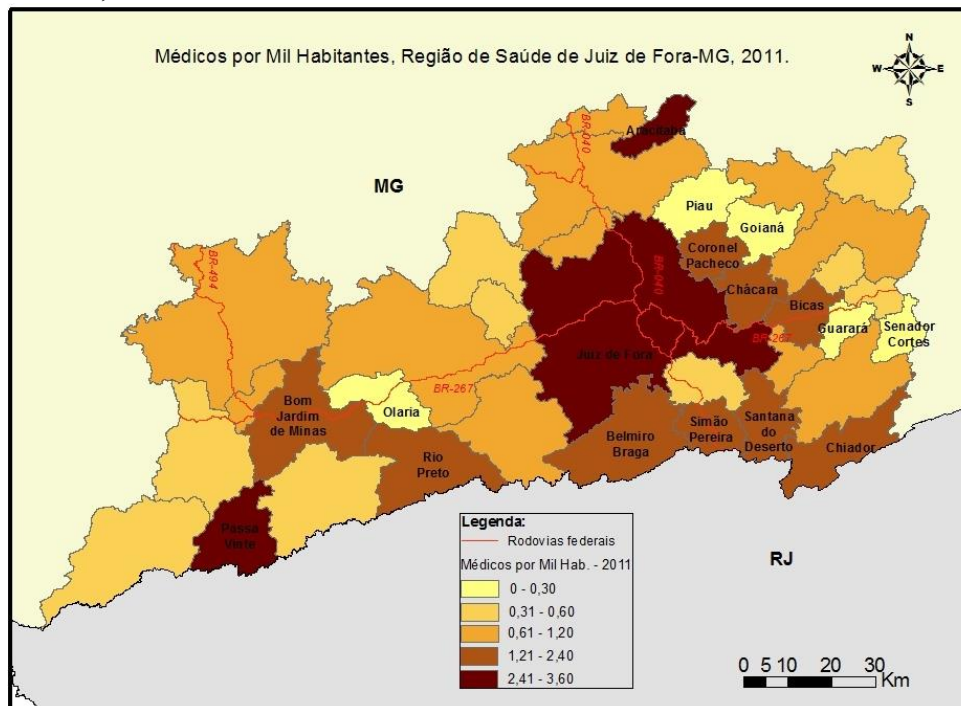 Médicos por Mil Habitantes, Região de Saúde de Juiz de Fora-MG, 2011.
N
W
E
S
BR-040
Aracitaba
MG
Piau
Goianá
Coronel
Pacheco
BR-494
BR-040
Chácara
Bicas
Guarará
Senador
Cortes
BR-267
Juiz de Fora
BR-267
Bom
Jardim
de Minas
Olaria
Rio
Preto
Belmiro
Braga
Simão
Pereira
Santana
do
Deserto
Chiador
Passa
Vinte
Legenda:
Rodovias federais
Médicos por Mil Hab. - 2011
0 - 0,30
0,31 - 0,60
0,61 - 1,20
1,21 - 2,40
2,41 - 3,60
RJ
0 5 10 20 30
Km